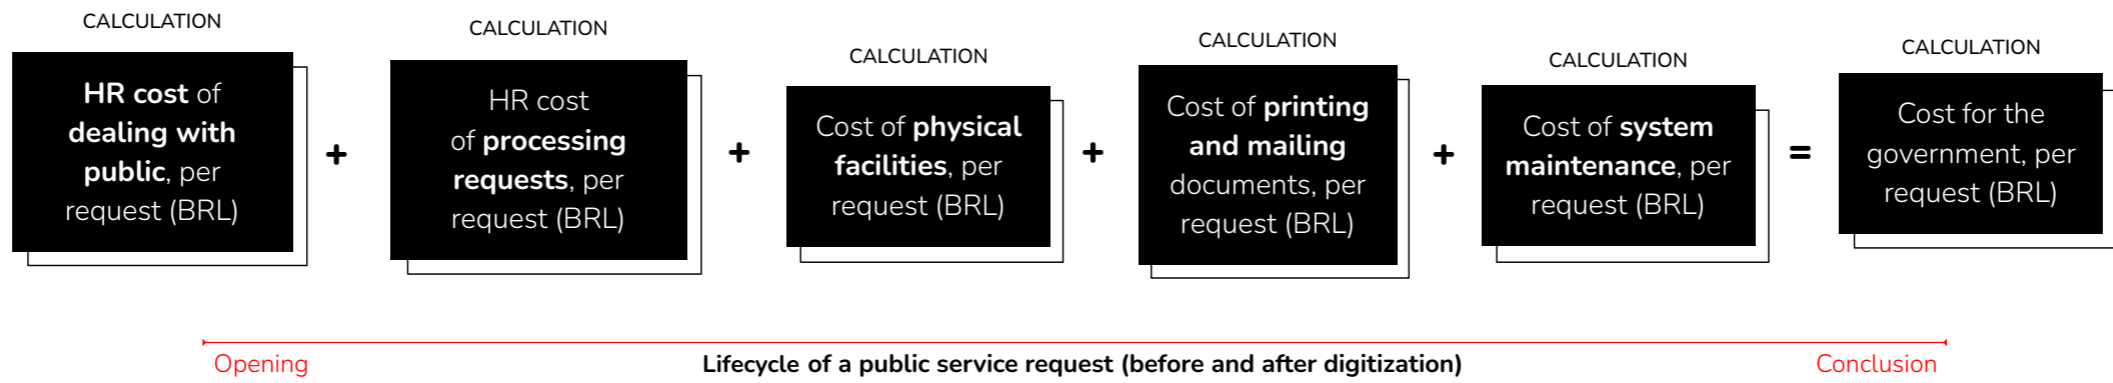 CALCULATION
HR cost of
dealing with
public, per
request (BRL)
+
CALCULATION
HR cost
of processing
requests, per
request (BRL)
+
CALCULATION
Cost of physical
facilities, per
request (BRL)
+
CALCULATION
Cost of printing
and mailing
documents, per
request (BRL)
+
CALCULATION
Cost of system
maintenance, per
request (BRL)
=
CALCULATION
Cost for the
government, per
request (BRL)
Opening
Lifecycle of a public service request (before and after digitization)
Conclusion